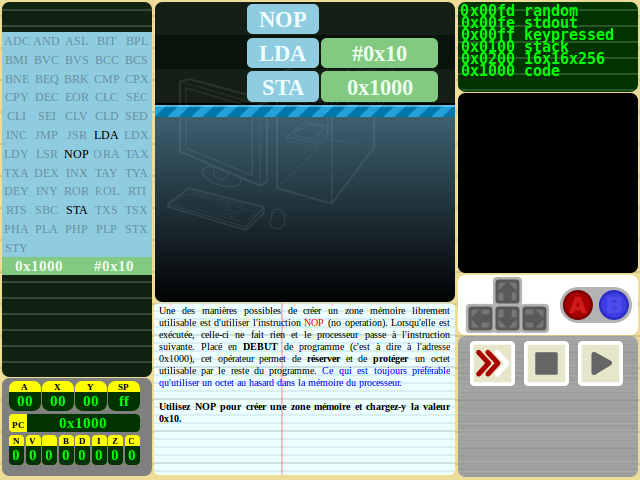 ADC AND ASL BIT BPL
BMI BVC BVS BCC BCS
BNE BEQ BRK CMP CPX
CPY DEC EOR CLC SEC
CLI SEI CLV CLD SED
INC JMP JSR LDA LDX
LDY LSR NOP ORA TAX
TXA DEX INX TAY TYA
DEY INY ROR ROL RTI
RTS SBC STA TXS TSX
PHA PLA PHP PLP STX
STY
0x1000 #0x10
A X Y SP
00 00 00 ff
PC 0x1000
N V B D I Z C
0 0 0 0 0 0 0 0
NOP
LDA #0x10
STA 0x1000
Une des manières possibles de créer un zone mémoire librement
utilisable est d'utiliser l'instruction NOP (no operation). Lorsqu'elle est
exécutée, celle-ci ne fait rien et le processeur passe à l'instruction
suivante. Placé en DEBUT de programme (c'est à dire à l'adresse
0x1000), cet opérateur permet de réserver et de protéger un octet
utilisable par le reste du programme. Ce qui est toujours préférable
qu'utiliser un octet au hasard dans la mémoire du processeur.
Utilisez NOP pour créer une zone mémoire et chargez-y la valeur
0x10.
0x00fd random
0x00fe stdout
0x00ff keypressed
0x0100 stack
0x0200 16x16x256
0x1000 code
A B